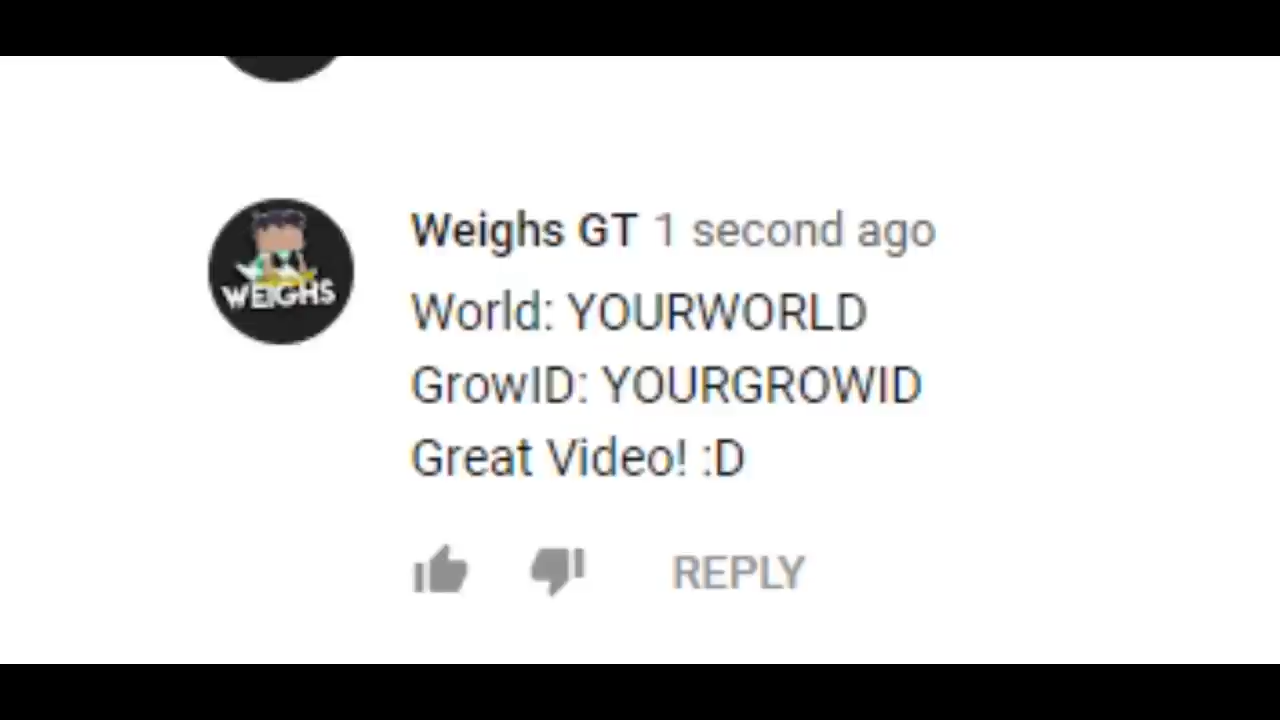 Weighs GT 1 second ago
WEIGHS
World: YOURWORLD
GrowID: YOURGROWID
Great Video! :D
REPLY